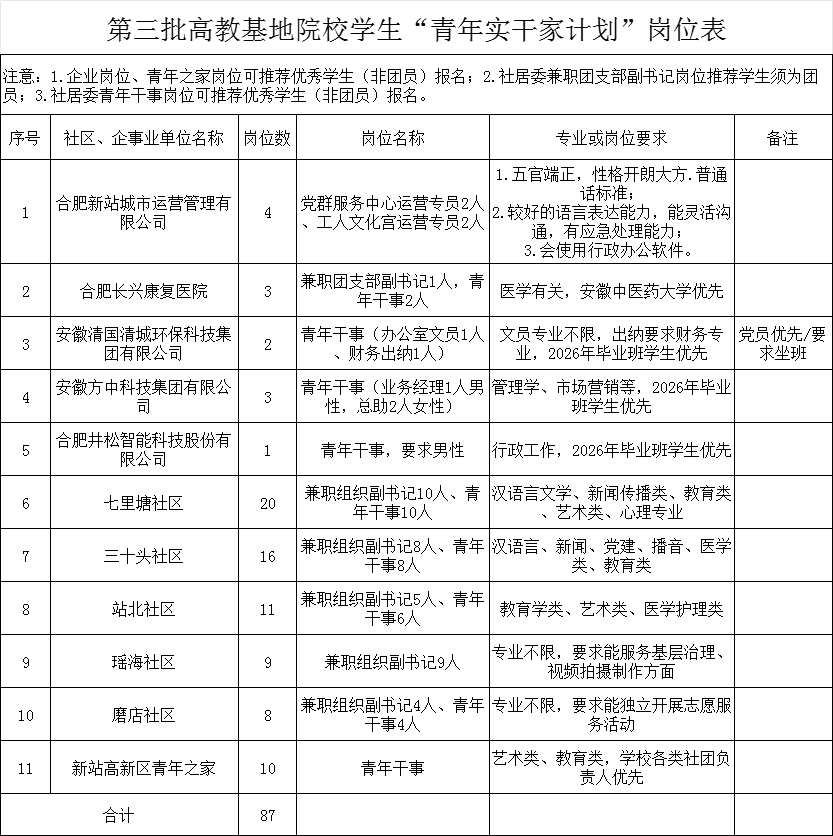 第三批高教基地院校学生“青年实干家计划”岗位表
注意：1.企业岗位、青年之家岗位可推荐优秀学生（非团员）报名；2.社居委兼职团支部副书记岗位推荐学生须为团
员；3.社居委青年干事岗位可推荐优秀学生（非团员）报名。
序号 社区、企事业单位名称 岗位数 岗位名称 专业或岗位要求 备注
1
合肥新站城市运营管理有
限公司
4
党群服务中心运营专员2人
、工人文化宫运营专员2人
1.五官端正，性格开朗大方.普通
话标准；
2.较好的语言表达能力，能灵活沟
通，有应急处理能力；
3.会使用行政办公软件。
2
合肥长兴康复医院
3
兼职团支部副书记1人，青
年干事2人
医学有关，安徽中医药大学优先
3
安徽清国清城环保科技集
团有限公司
2
青年干事（办公室文员1人
、财务出纳1人）
文员专业不限，出纳要求财务专
业，2026年毕业班学生优先
党员优先/要
求坐班
4
安徽方中科技集团有限公
司
3
青年干事（业务经理1人男
性，总助2人女性）
管理学、市场营销等，2026年毕业
班学生优先
5
合肥井松智能科技股份有
限公司
1
青年干事，要求男性
行政工作，2026年毕业班学生优先
6
七里塘社区
20
兼职组织副书记10人、青
年干事10人
汉语言文学、新闻传播类、教育类
、艺术类、心理专业
7
三十头社区
16
兼职组织副书记8人、青年
干事8人
汉语言、新闻、党建、播音、医学
类、教育类
8
站北社区
11
兼职组织副书记5人、青年
干事6人
教育学类、艺术类、医学护理类
9
瑶海社区
9
兼职组织副书记9人
专业不限，要求能服务基层治理、
视频拍摄制作方面
10
磨店社区
8
兼职组织副书记4人、青年
干事4人
专业不限，要求能独立开展志愿服
务活动
11
新站高新区青年之家
10
青年干事
艺术类、教育类，学校各类社团负
责人优先
合计 87